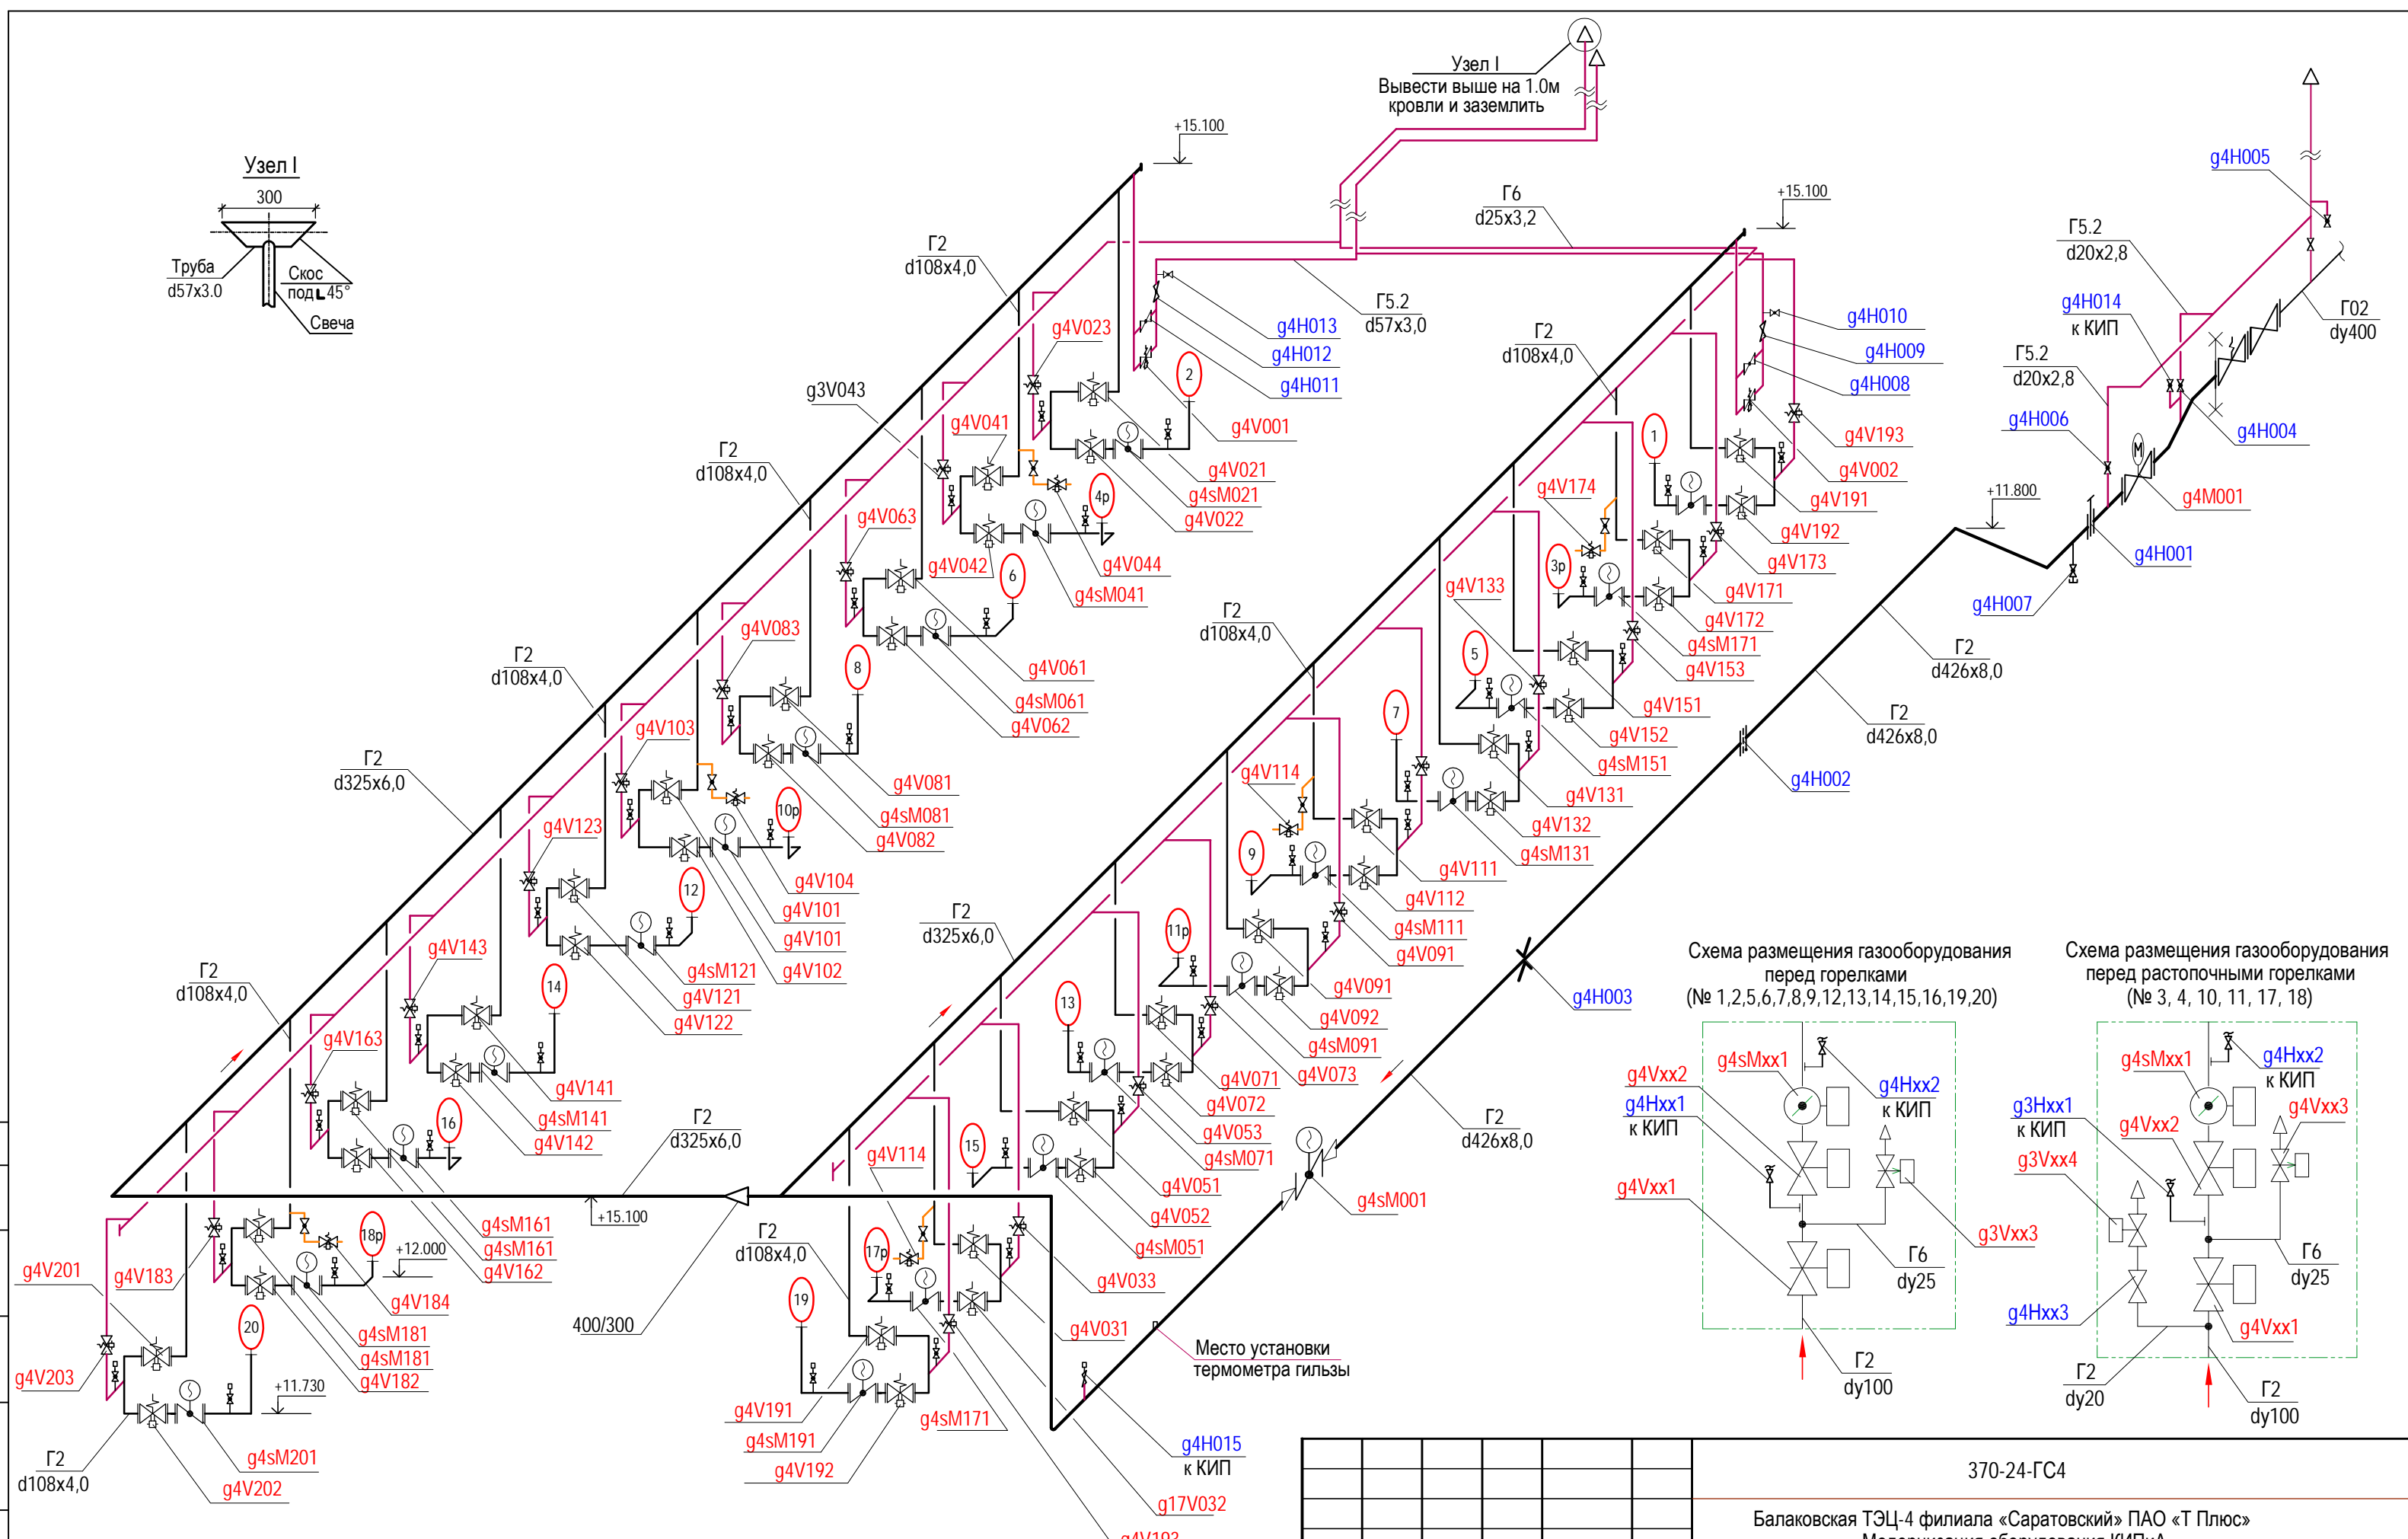 Узел I
Вывести выше на 1.0м
кровли и заземлить
Узел I
300
Труба
d57x3.0
Скос
под 45°
Свеча
+15.100
Г6
d25x3,2
+15.100
g4H005
Г5.2
d20x2,8
g4H014
к КИП
Г02
dy400
Г5.2
d20x2,8
g4H006
g4H004
М
g4M001
g4H001
+11.800
g4H007
Г2
d426x8,0
Г2
d426x8,0
g4H002
g4H003
Г2
d426x8,0
g4sM001
Г2
d108x4,0
g4V023
g3V043
g4V041
g4H013
g4H012
g4H011
2
g4V001
g4V021
g4sM021
g4V022
Г5.2
d57x3,0
Г2
d108x4,0
g4V063
g4V042
4р
g4V044
g4sM041
6
g4V061
g4sM061
g4V062
Г2
d108x4,0
g4V083
8
g4V081
g4sM081
g4V082
Г2
d325x6,0
g4V103
10р
g4V104
g4V101
g4V101
g4V102
g4V123
12
g4sM121
g4V121
g4V122
Г2
d108x4,0
g4V143
14
g4V141
g4sM141
g4V142
g4V163
16
g4sM161
g4sM161
g4V162
g4V201
g4V183
18р
+12.000
g4V184
g4sM181
g4sM181
g4V182
g4V203
20
+11.730
g4sM201
g4V202
Г2
d108x4,0
Г2
d325x6,0
+15.100
400/300
Г2
d108x4,0
g4H010
g4H009
g4H008
1
g4V193
g4V002
g4V191
g4V192
g4V174
g4V173
3р
g4V171
g4V172
g4sM171
g4V153
g4V133
5
g4V151
g4V152
g4sM151
Г2
d108x4,0
7
g4V131
g4V132
g4sM131
g4V114
9
g4V111
g4V112
g4sM111
g4V091
Г2
d325x6,0
11р
g4V091
g4V092
g4sM091
g4V073
13
g4V071
g4V072
g4V053
g4sM071
15
g4V051
g4V052
g4sM051
g4V114
Г2
d108x4,0
17р
g4V033
g4V031
19
g4V191
g4sM191
g4V192
g4sM171
g17V032
g4V193
Место установки
термометра гильзы
g4H015
к КИП
Схема размещения газооборудования
перед горелками
(№ 1,2,5,6,7,8,9,12,13,14,15,16,19,20)
g4sMxx1
g4Vxx2
g4Hxx1
к КИП
g4Hxx2
к КИП
g4Vxx1
g3Vxx3
Г6
dy25
Г2
dy100
Схема размещения газооборудования
перед растопочными горелками
(№ 3, 4, 10, 11, 17, 18)
g4sMxx1
g4Hxx2
к КИП
g3Hxx1
к КИП
g4Vxx2
g4Vxx3
g3Vxx4
g4Hxx3
Г6
dy25
g4Vxx1
Г2
dy20
Г2
dy100
370-24-ГС4
Балаковская ТЭЦ-4 филиала «Саратовский» ПАО «Т Плюс»
Модернизация оборудования КИПиА